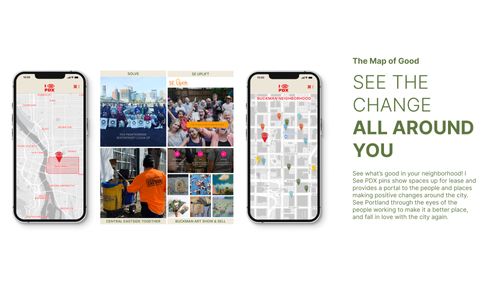 I
PDX
SOLVE
SE UPLIFT
SE Uplift
CENTRAL EASTSIDE TOGETHER
BUCKMAN ART SHOW & SELL
I
PDX
BUCKMAN NEIGHBORHOOD
The Map of Good
SEE THE
CHANGE
ALL AROUND
YOU
See what's good in your neighborhood! I
See PDX pins show spaces up for lease and
provides a portal to the people and places
making positive changes around the city.
See Portland through the eyes of the
people working to make it a better place,
and fall in love with the city again.